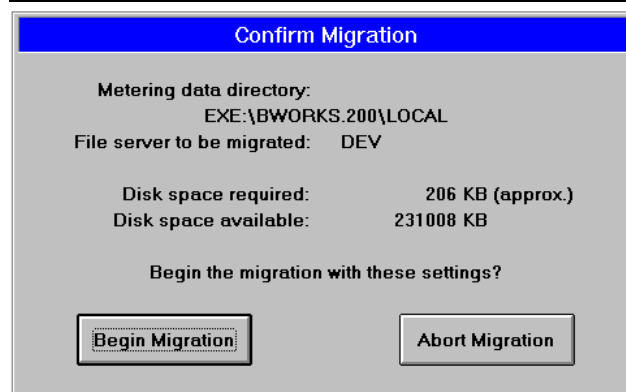 Confirm Migration
Metering data directory:
EXE:\BWORKS.200\LOCAL
File server to be migrated: DEV
Disk space required: 206 KB (approx.)
Disk space available: 231008 KB
Begin the migration with these settings?
Begin Migration Abort Migration